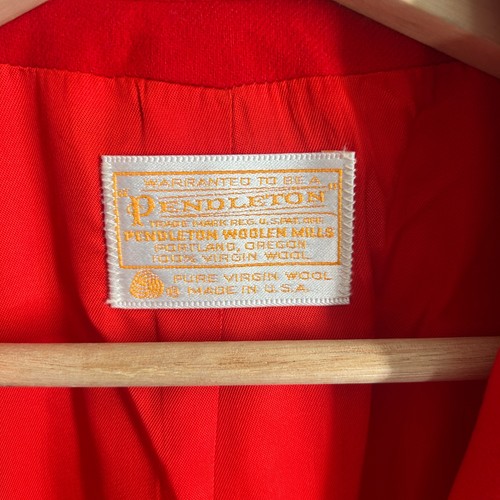 WARRANTED TO BE A
"PENDLETON"
TRADE MARK REG. U.S. PAT. OFF.
PENDLETON WOOLEN MILLS
PORTLAND, OREGON
100% VIRGIN WOOL
PURE VIRGIN WOOL
® MADE IN U.S.A.